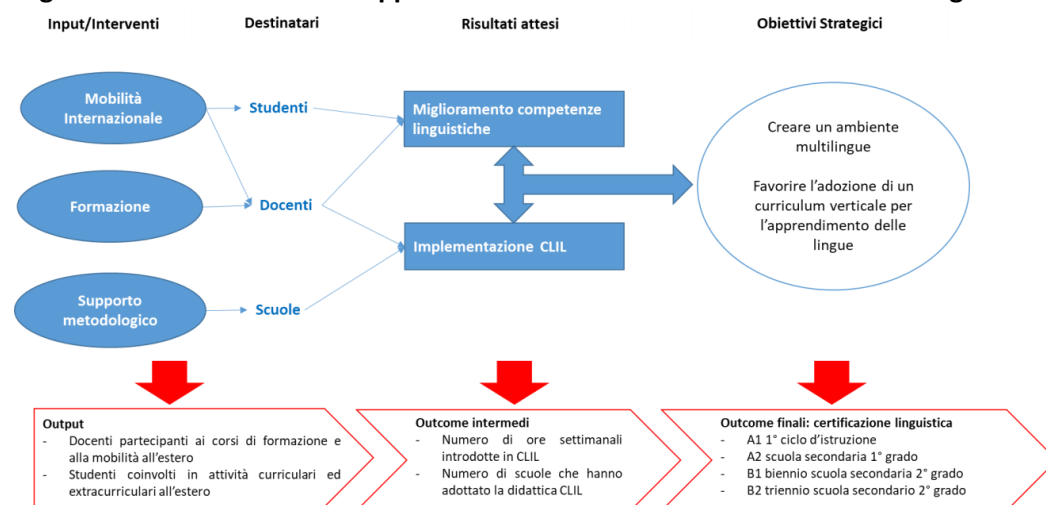 Input/Interventi
Destinatari
Risultati attesi
Obiettivi Strategici
Mobilità
Internazionale
Studenti
Miglioramento competenze
linguistiche
Creare un ambiente
multilingue
Formazione
Docenti
Favorire l’adozione di un
curriculum verticale per
l’apprendimento delle
lingue
Implementazione CLIL
Supporto
metodologico
Scuole
Output
- Docenti partecipanti ai corsi di formazione e
alla mobilità all’estero
- Studenti coinvolti in attività curriculari ed
extracurriculari all’estero
Outcome intermedi
- Numero di ore settimanali
introdotte in CLIL
- Numero di scuole che hanno
adottato la didattica CLIL
Outcome finali: certificazione linguistica
- A1 1° ciclo d’istruzione
- A2 scuola secondaria 1° grado
- B1 biennio scuola secondaria 2° grado
- B2 triennio scuola secondario 2° grado